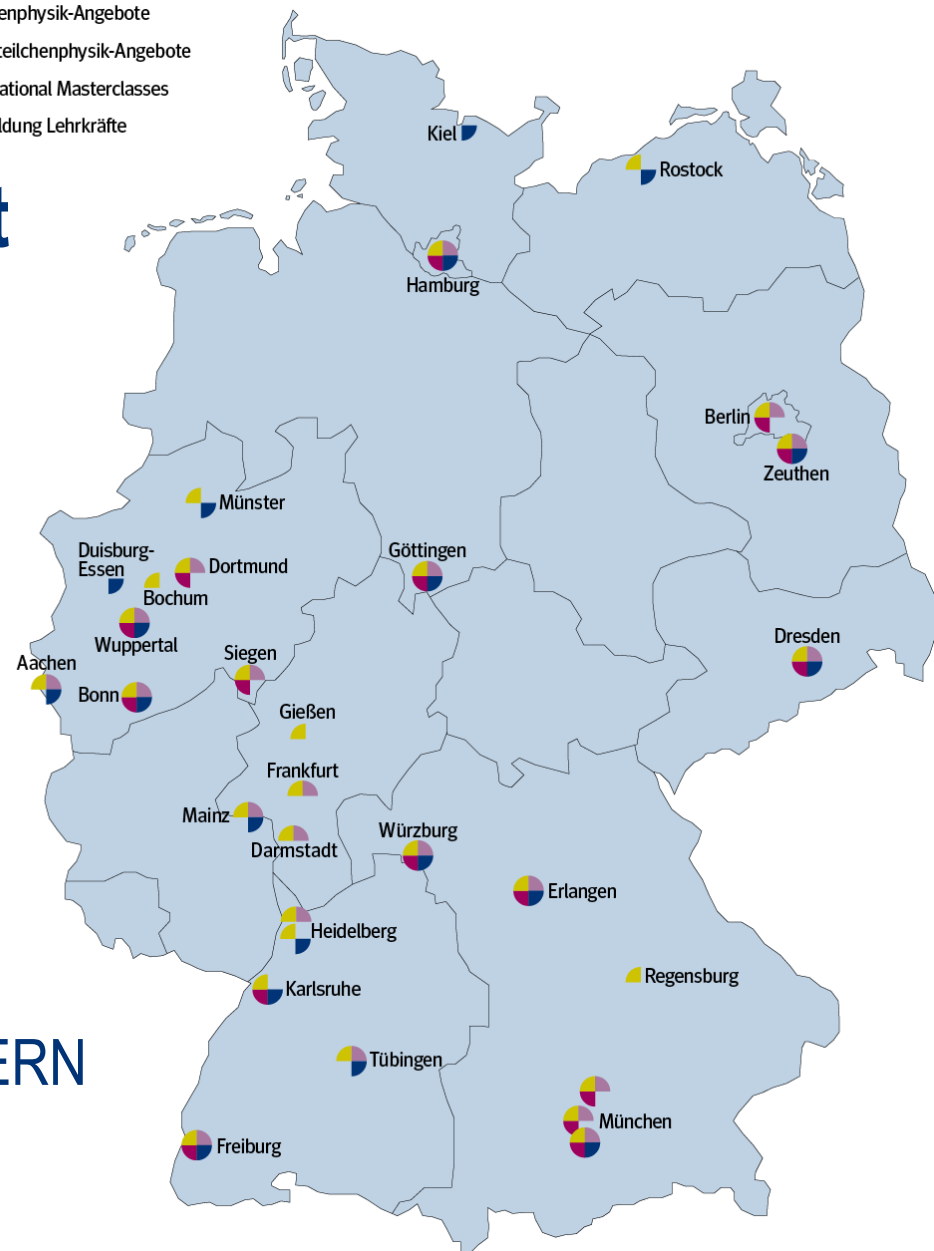 enphysik-Angebote
teilchenphysik-Angebote
ational Masterclasses
ldung Lehrkräfte
t
Kiel
Rostock
Hamburg
Berlin
Zeuthen
Münster
Duisburg-
Essen
Dortmund
Bochum
Göttingen
Wuppertal
Dresden
Siegen
Aachen
Bonn
Gießen
Frankfurt
Mainz
Darmstadt
Würzburg
Erlangen
Heidelberg
Regensburg
Karlsruhe
ERN
Tübingen
München
Freiburg